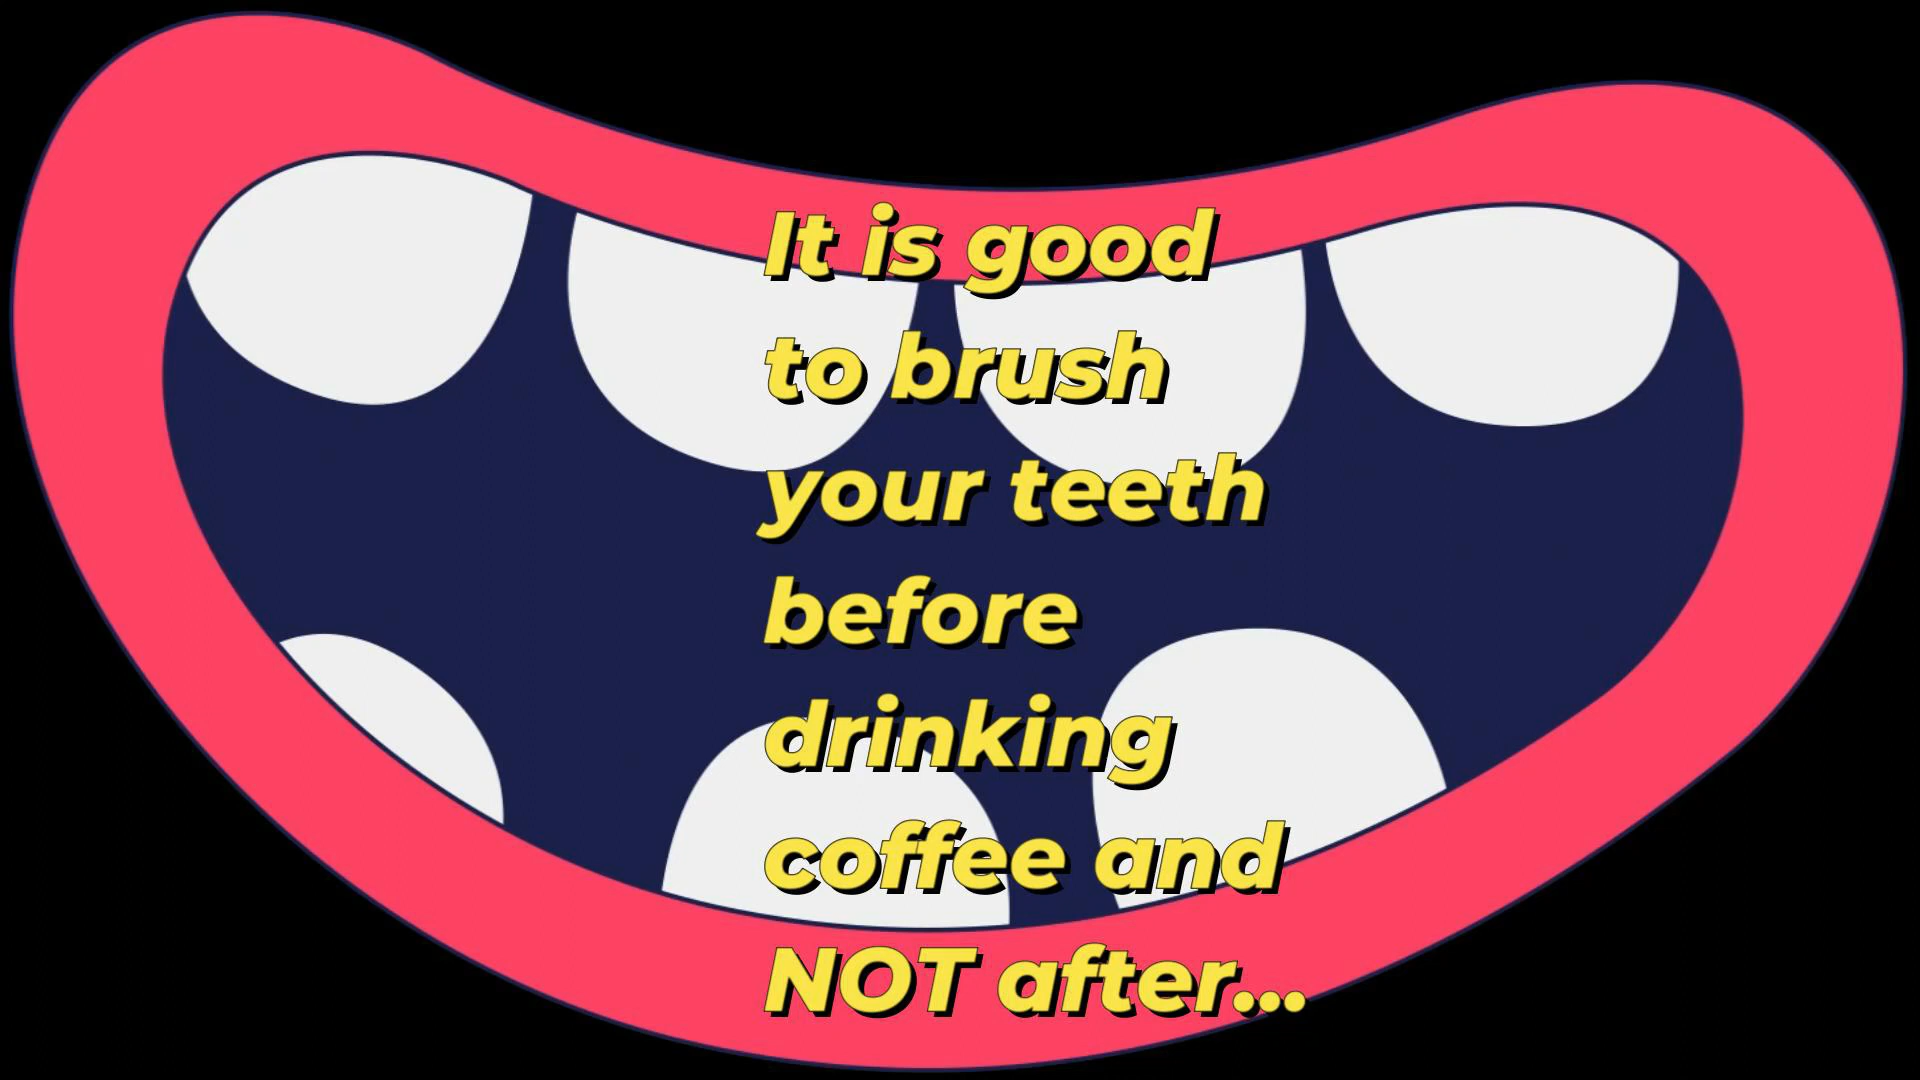 It is good
to brush
your teeth
before
drinking
coffee and
NOT after...